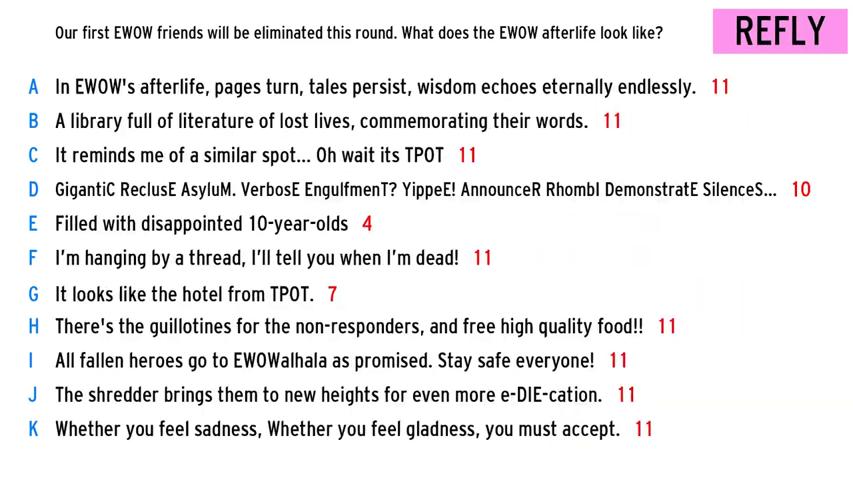 Our first EWOW friends will be eliminated this round. What does the EWOW afterlife look like?
REFLY
A In EWOW's afterlife, pages turn, tales persist, wisdom echoes eternally endlessly. 11
B A library full of literature of lost lives, commemorating their words. 11
C It reminds me of a similar spot... Oh wait its TPOT 11
D GigantiC ReclusE AsyluM. VerbosE EngulfmenT? YippeE! AnnounceR RhombI DemonstratE SilenceS... 10
E Filled with disappointed 10-year-olds 4
F I'm hanging by a thread, I'll tell you when I'm dead! 11
G It looks like the hotel from TPOT. 7
H There's the guillotines for the non-responders, and free high quality food!! 11
I All fallen heroes go to EWOWalhala as promised. Stay safe everyone! 11
J The shredder brings them to new heights for even more e-DIE-cation. 11
K Whether you feel sadness, Whether you feel gladness, you must accept. 11